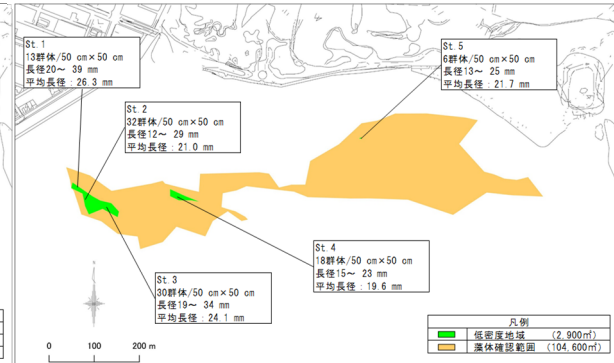 St.1
13群体/50 cm×50 cm
長径20～ 39 mm
平均長径：26.3 mm
St.2
32群体/50 cm×50 cm
長径12～ 29 mm
平均長径：21.0 mm
St.5
6群体/50 cm×50 cm
長径13～ 25 mm
平均長径：21.7 mm
St.4
18群体/50 cm×50 cm
長径15～ 23 mm
平均長径：19.6 mm
St.3
30群体/50 cm×50 cm
長径19～ 34 mm
平均長径：24.1 mm
0 100 200 m
凡例
低密度地域 (2,900㎡)
藻体確認範囲 (104,600㎡)